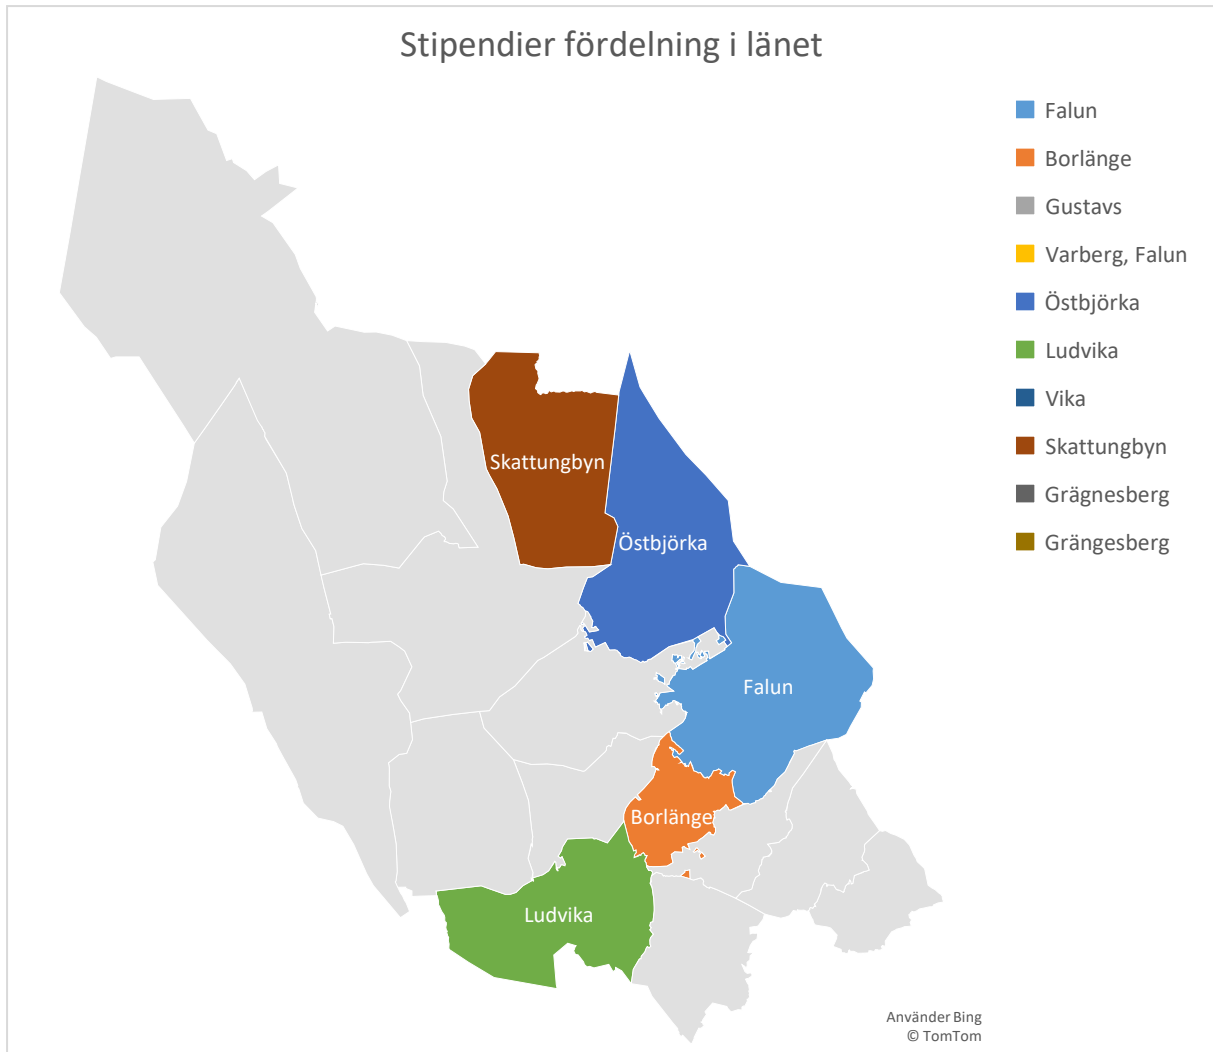 Stipendier fördelning i länet
Falun
Borlänge
Gustavs
Varberg, Falun
Östbjörka
Ludvika
Vika
Skattungbyn
Grägnesberg
Grängesberg
Skattungbyn
Östbjörka
Falun
Borlänge
Ludvika
Använder Bing
© TomTom